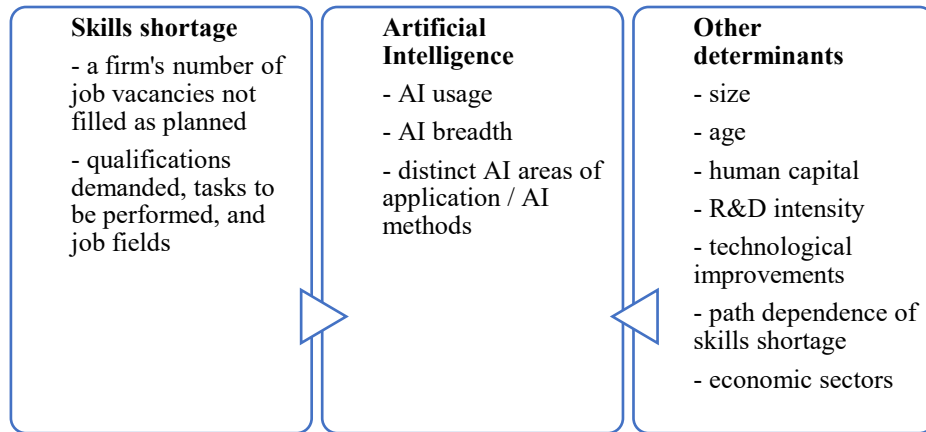 Skills shortage
- a firm's number of
job vacancies not
filled as planned
- qualifications
demanded, tasks to
be performed, and
job fields
Artificial
Intelligence
- AI usage
- AI breadth
- distinct AI areas of
application / AI
methods
Other
determinants
- size
- age
- human capital
- R&D intensity
- technological
improvements
- path dependence of
skills shortage
- economic sectors